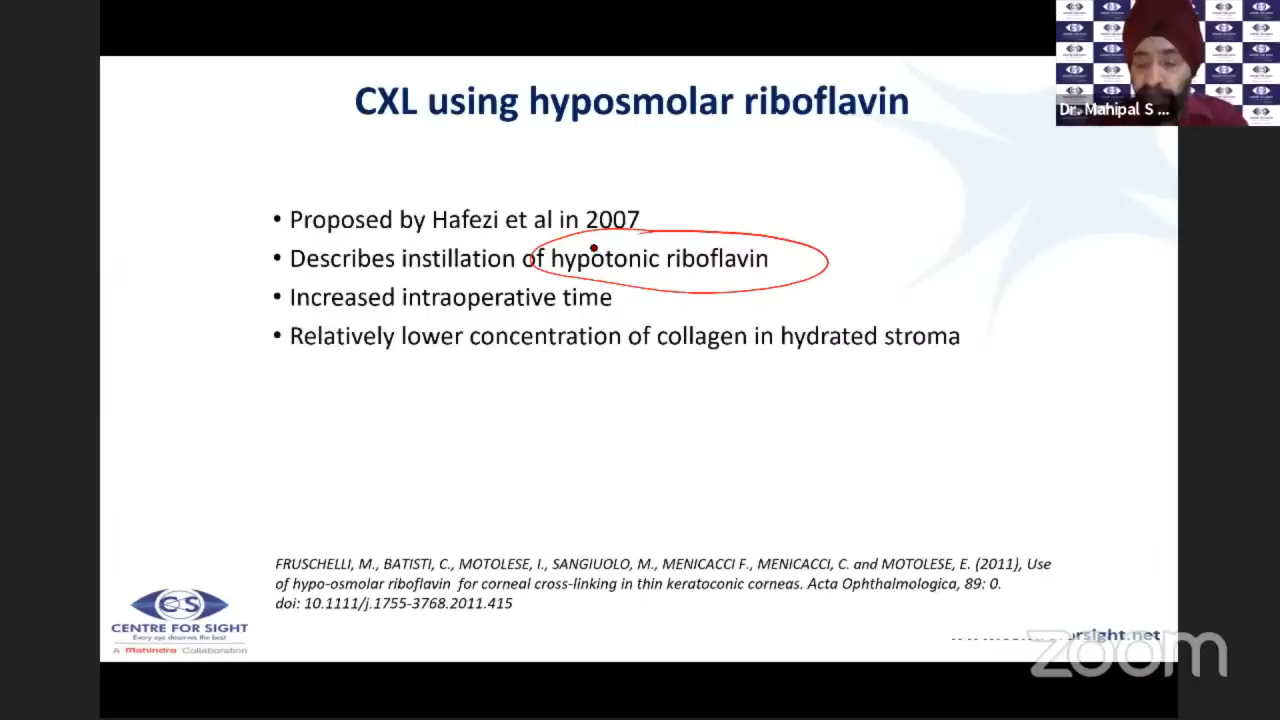 CXL using hyposmolar riboflavin
Dr. Mahipal S ...
• Proposed by Hafezi et al in 2007
• Describes instillation of hypotonic riboflavin
• Increased intraoperative time
• Relatively lower concentration of collagen in hydrated stroma
FRUSCHELLI, M., BATISTI, C., MOTOLESE, I., SANGIUOLO, M., MENICACCI F., MENICACCI, C. and MOTOLESE, E. (2011), Use
of hypo-osmolar riboflavin for corneal cross-linking in thin keratoconic corneas. Acta Ophthalmologica, 89: 0.
doi: 10.1111/j.1755-3768.2011.415
CS
CENTRE FOR SIGHT
Every eye deserves the best
A Mahindra Collaboration
zoom